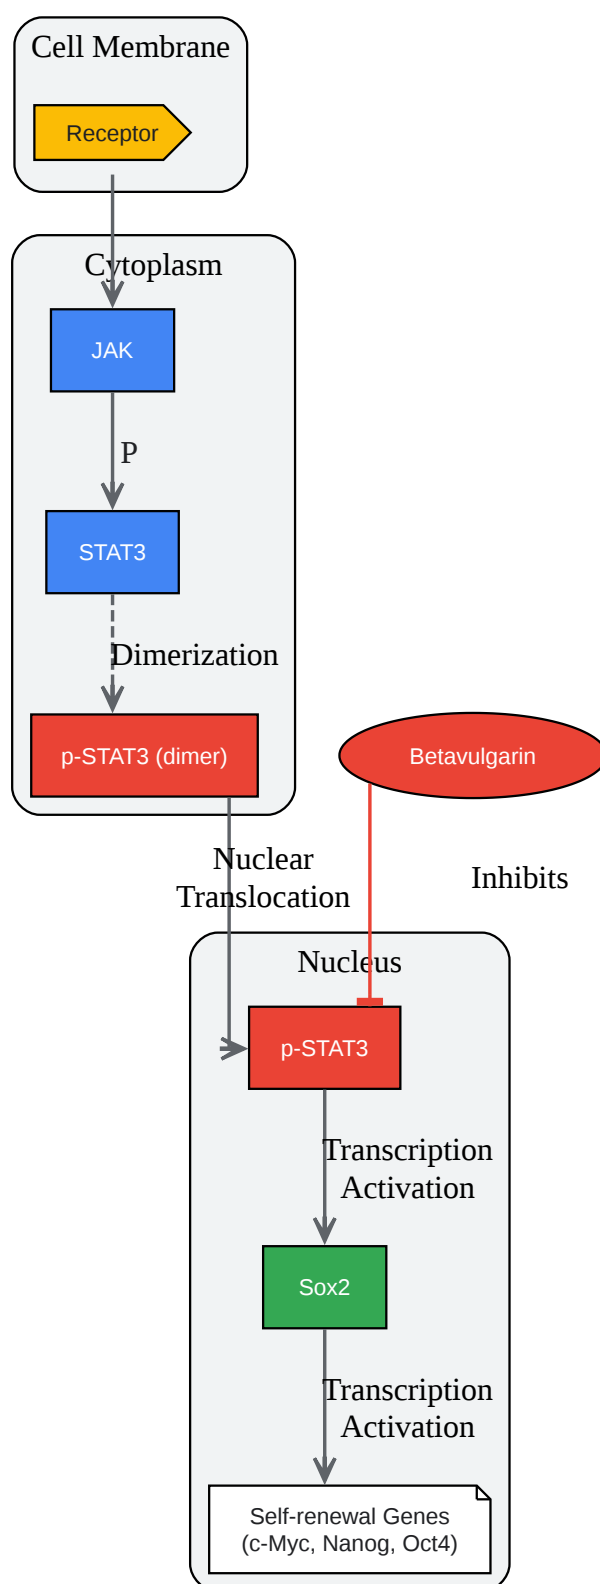 Cell Membrane
Receptor
Cytoplasm
JAK
P
STAT3
Dimerization
p-STAT3 (dimer)
Betavulgarin
Nuclear
Translocation
Inhibits
Nucleus
p-STAT3
Transcription
Activation
Sox2
Transcription
Activation
Self-renewal Genes
(c-Myc, Nanog, Oct4)